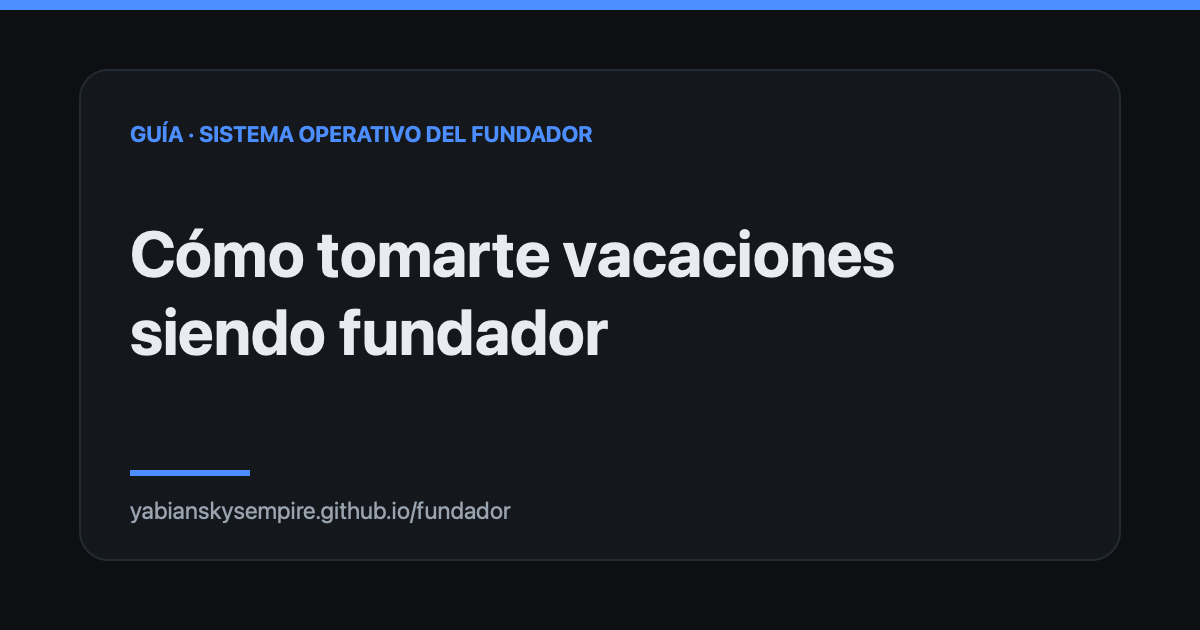 GUÍA · SISTEMA OPERATIVO DEL FUNDADOR
Cómo tomarte vacaciones
siendo fundador
yabianskysempire.github.io/fundador